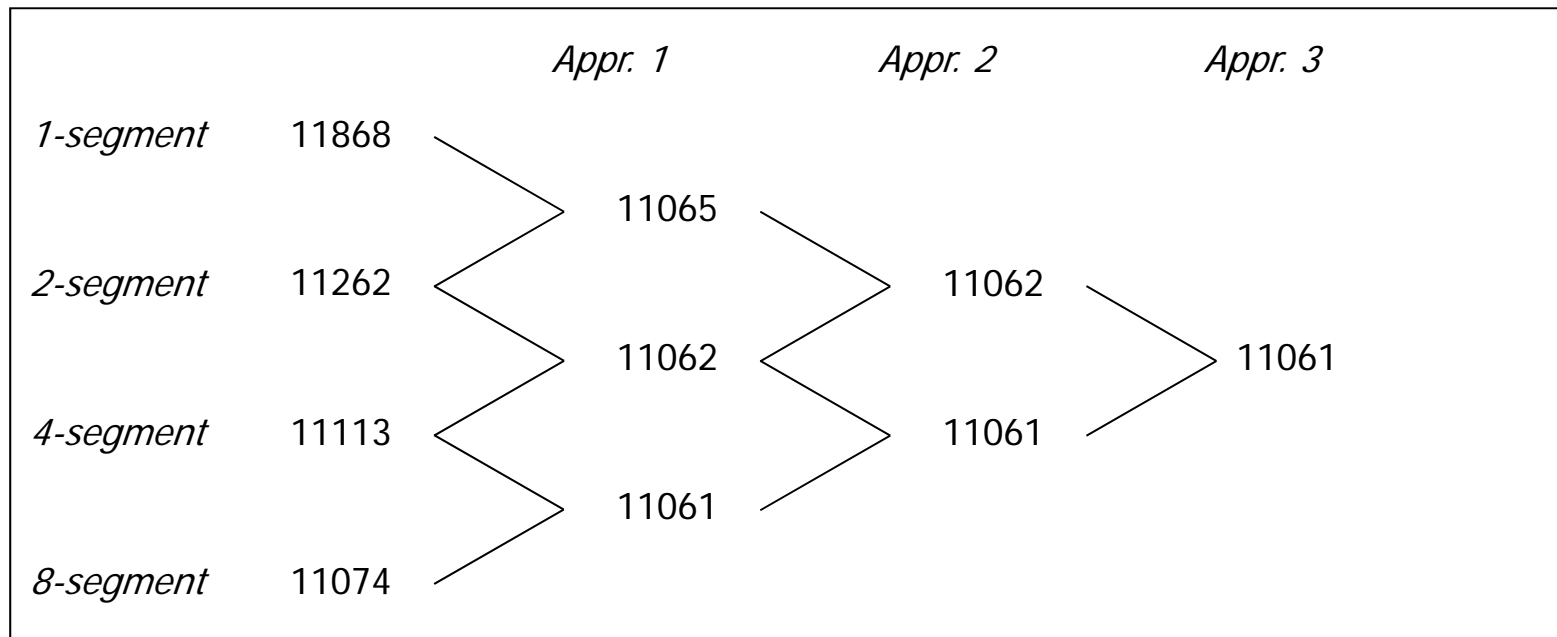 Appr. 1 Appr. 2 Appr. 3
1-segment 11868
11065
2-segment 11262 11062
11062 11061
4-segment 11113 11061
11061
8-segment 11074